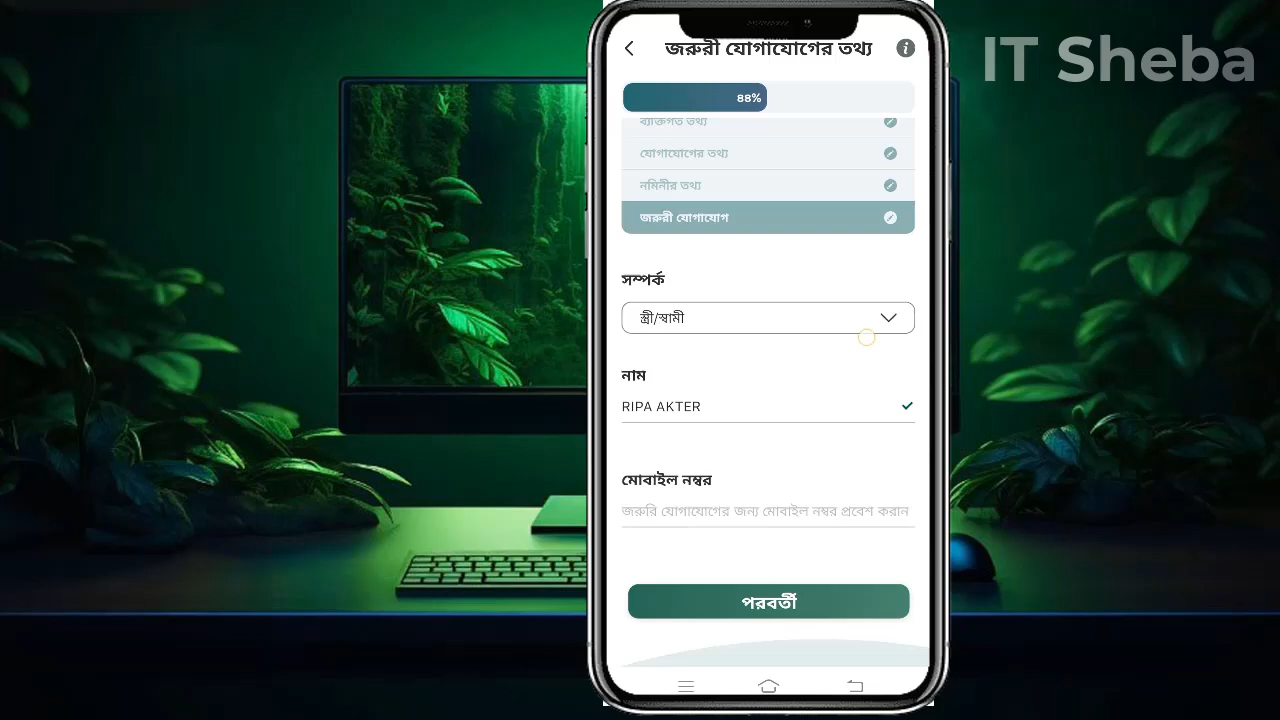 IT Sheba
জরুরী যোগাযোগের তথ্য
৪৪%
ব্যক্তিগত তথ্য
যোগাযোগের তথ্য
নমিনীর তথ্য
জরুরী যোগাযোগ
সম্পর্ক
স্ত্রী/স্বামী
নাম
RIPA AKTER
মোবাইল নম্বর
জরুরি যোগাযোগের জন্য মোবাইল নম্বর প্রবেশ করান
পরবর্তী